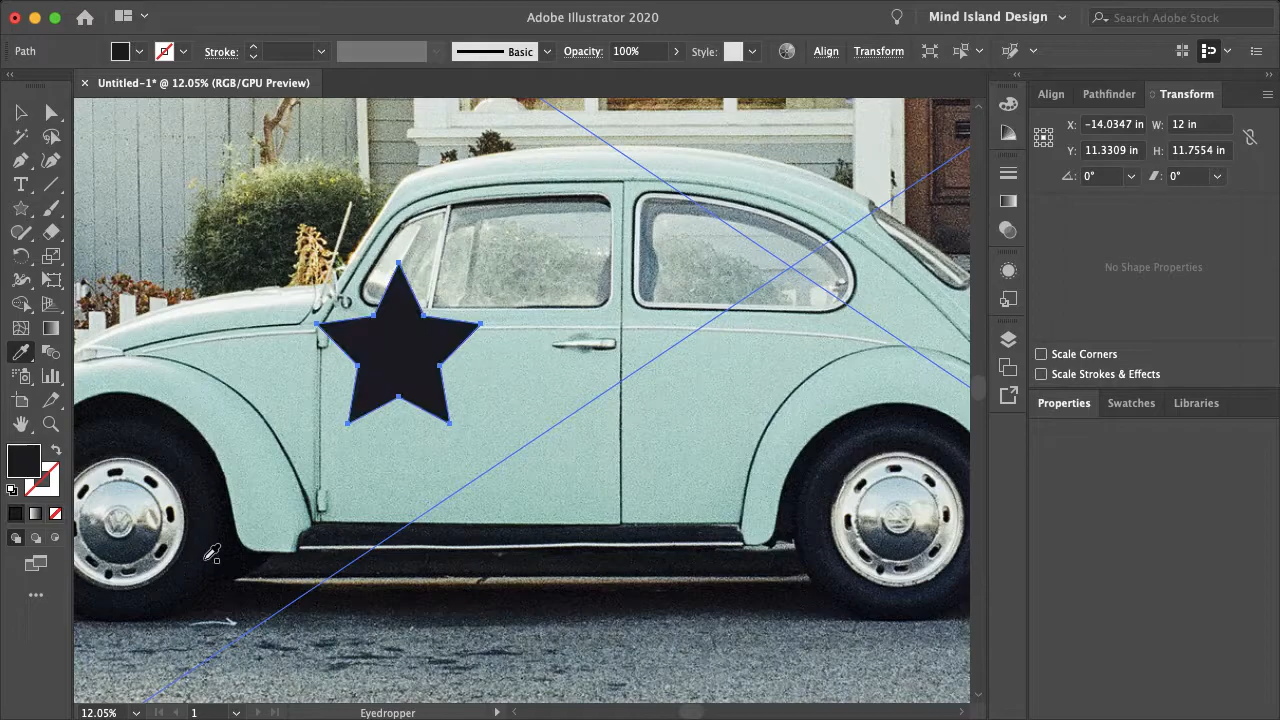 Adobe Illustrator 2020
Mind Island Design
Search Adobe Stock
Path
Stroke:
Basic
Opacity: 100%
Style:
Align
Transform
× Untitled-1* @ 12.05% (RGB/GPU Preview)
Align
Pathfinder
Transform
X: -14.0347 in
W: 12 in
Y: 11.3309 in
H: 11.7554 in
0°
0°
No Shape Properties
Scale Corners
Scale Strokes & Effects
Properties
Swatches
Libraries
12.05%
1
Eyedropper